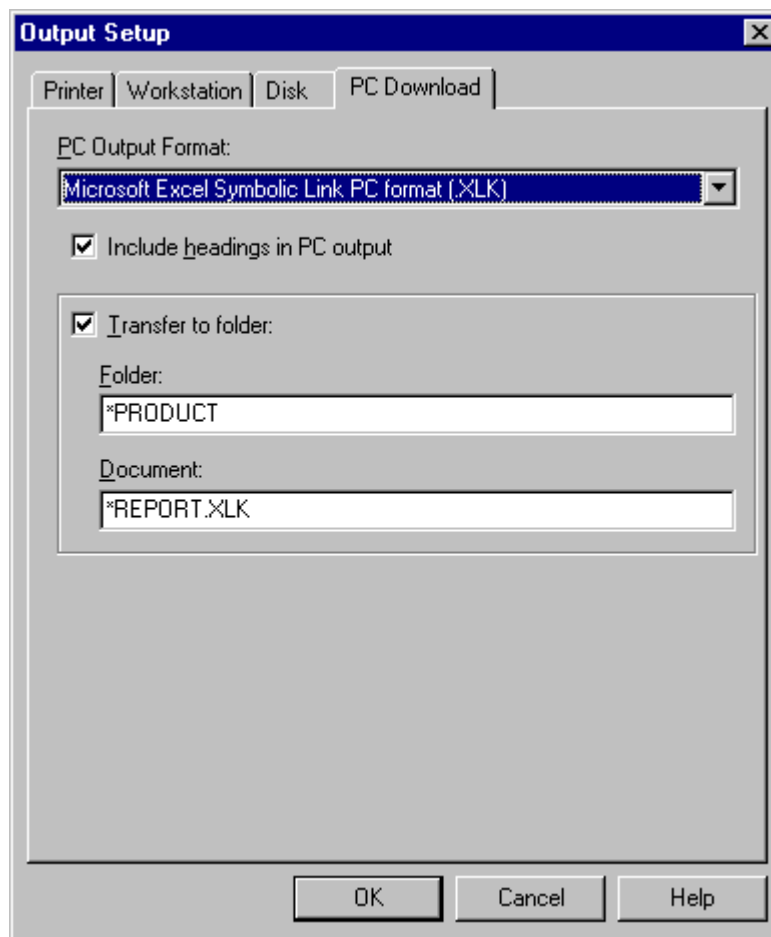 Output Setup
Printer Workstation Disk PC Download
PC Output Format:
Microsoft Excel Symbolic Link PC format (.XLK)
Include headings in PC output
Transfer to folder:
Folder:
*PRODUCT
Document:
*REPORT.XLK
OK Cancel Help